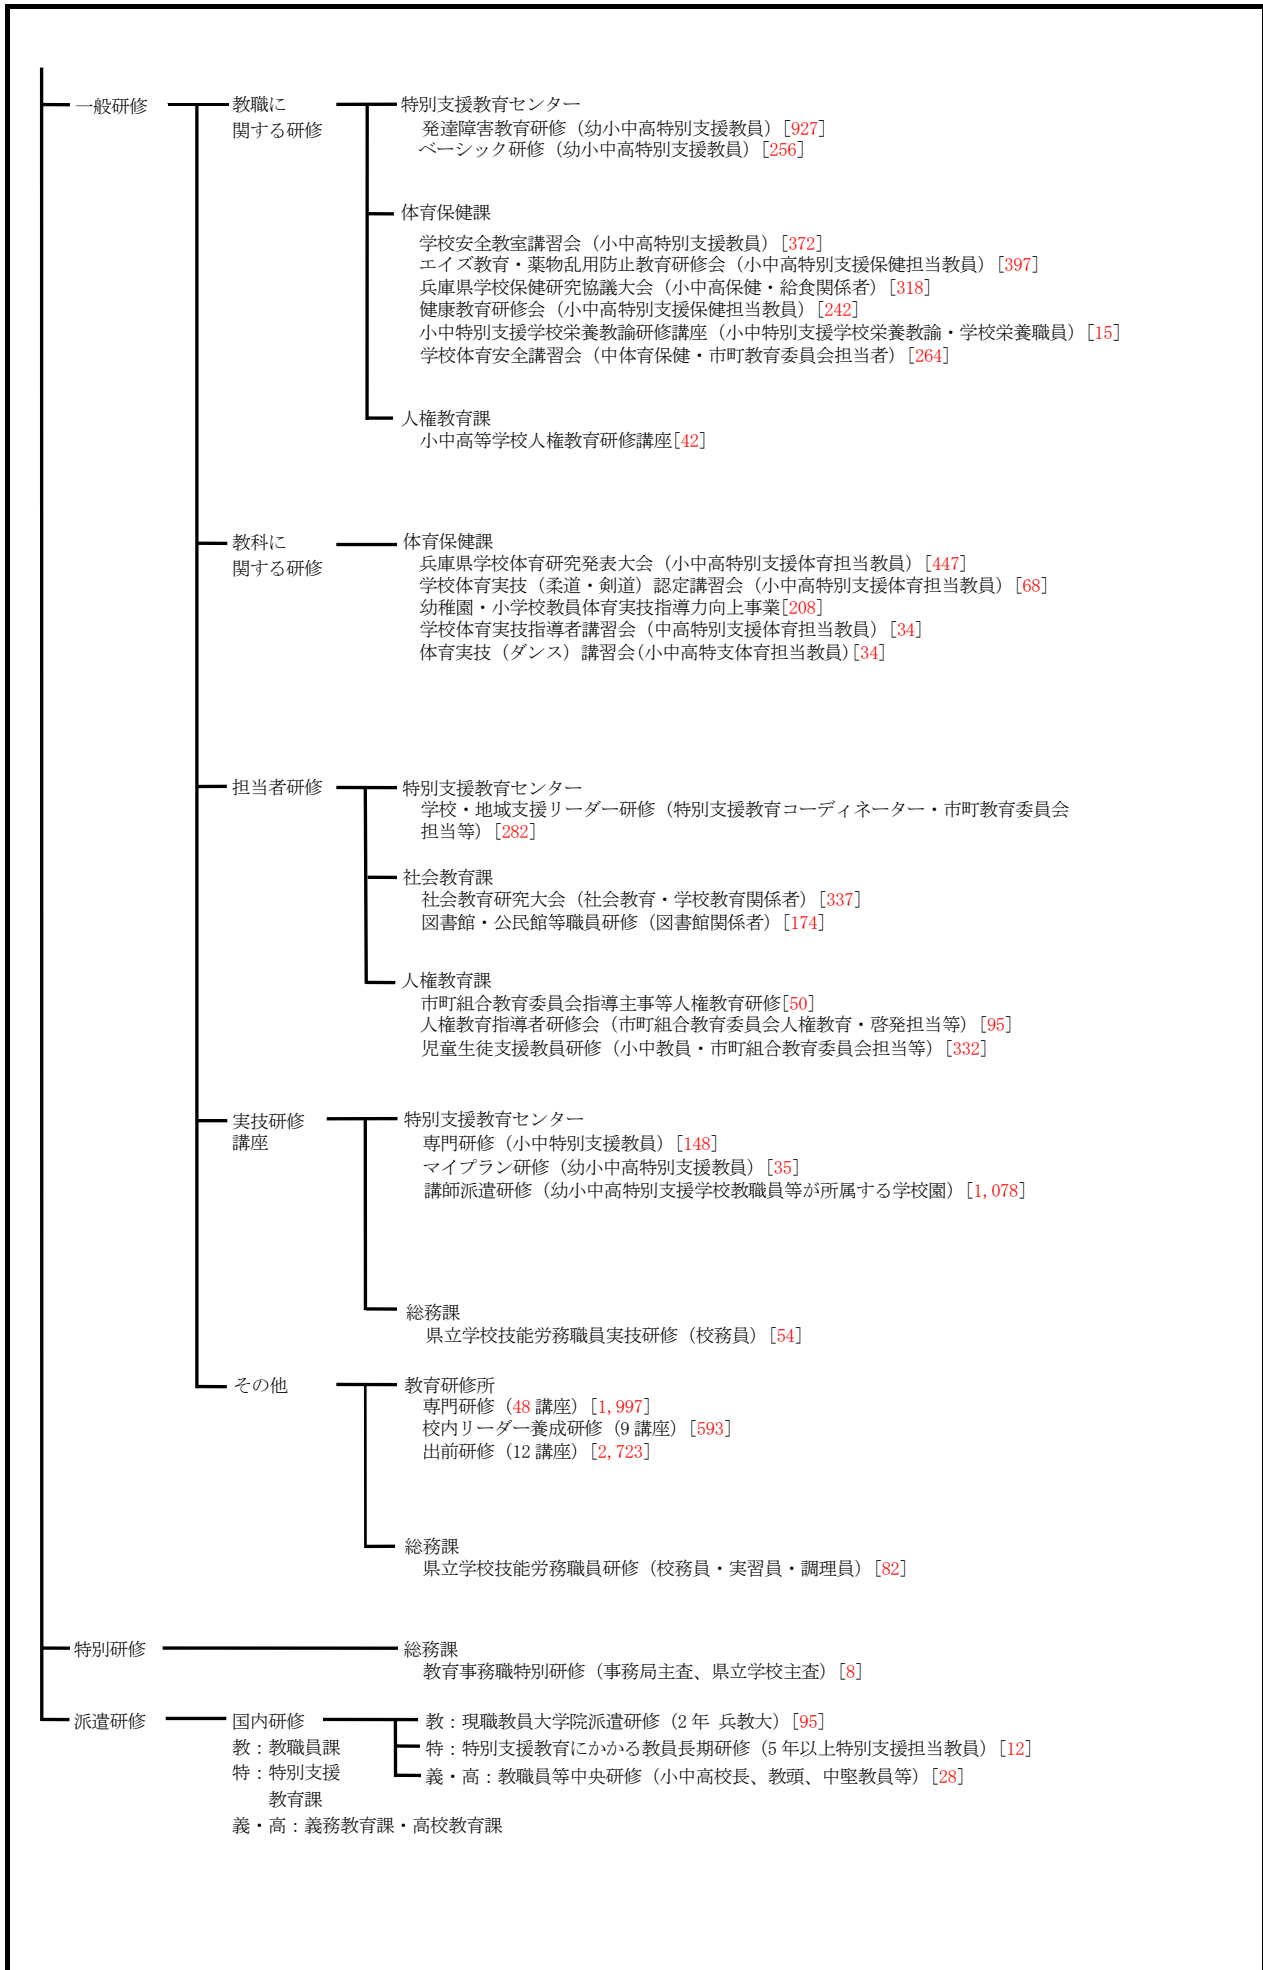 一般研修
教職に
関する研修
特別支援教育センター
発達障害教育研修（幼小中高特別支援教員）[927]
ベーシック研修（幼小中高特別支援教員）[256]
体育保健課
学校安全教室講習会（小中高特別支援教員）[372]
エイズ教育・薬物乱用防止教育研修会（小中高特別支援保健担当教員）[397]
兵庫県学校保健研究協議大会（小中高保健・給食関係者）[318]
健康教育研修会（小中高特別支援保健担当教員）[242]
小中特別支援学校栄養教諭研修講座（小中特別支援学校栄養教諭・学校栄養職員）[15]
学校体育安全講習会（中体育保健・市町教育委員会担当者）[264]
人権教育課
小中高等学校人権教育研修講座[42]
教科に
関する研修
体育保健課
兵庫県学校体育研究発表大会（小中高特別支援体育担当教員）[447]
学校体育実技（柔道・剣道）認定講習会（小中高特別支援体育担当教員）[68]
幼稚園・小学校教員体育実技指導力向上事業[208]
学校体育実技指導者講習会（中高特別支援体育担当教員）[34]
体育実技（ダンス）講習会(小中高特支体育担当教員)[34]
担当者研修
特別支援教育センター
学校・地域支援リーダー研修（特別支援教育コーディネーター・市町教育委員会
担当等）[282]
社会教育課
社会教育研究大会（社会教育・学校教育関係者）[337]
図書館・公民館等職員研修（図書館関係者）[174]
人権教育課
市町組合教育委員会指導主事等人権教育研修[50]
人権教育指導者研修会（市町組合教育委員会人権教育・啓発担当等）[95]
児童生徒支援教員研修（小中教員・市町組合教育委員会担当等）[332]
実技研修
講座
特別支援教育センター
専門研修（小中特別支援教員）[148]
マイプラン研修（幼小中高特別支援教員）[35]
講師派遣研修（幼小中高特別支援学校教職員等が所属する学校園）[1,078]
総務課
県立学校技能労務職員実技研修（校務員）[54]
その他
教育研修所
専門研修（48 講座）[1,997]
校内リーダー養成研修（9 講座）[593]
出前研修（12 講座）[2,723]
総務課
県立学校技能労務職員研修（校務員・実習員・調理員）[82]
特別研修
総務課
教育事務職特別研修（事務局主査、県立学校主査）[8]
派遣研修
国内研修
教：教職員課
特：特別支援
教育課
義・高：義務教育課・高校教育課
教：現職教員大学院派遣研修（2 年 兵教大）[95]
特：特別支援教育にかかる教員長期研修（5 年以上特別支援担当教員）[12]
義・高：教職員等中央研修（小中高校長、教頭、中堅教員等）[28]